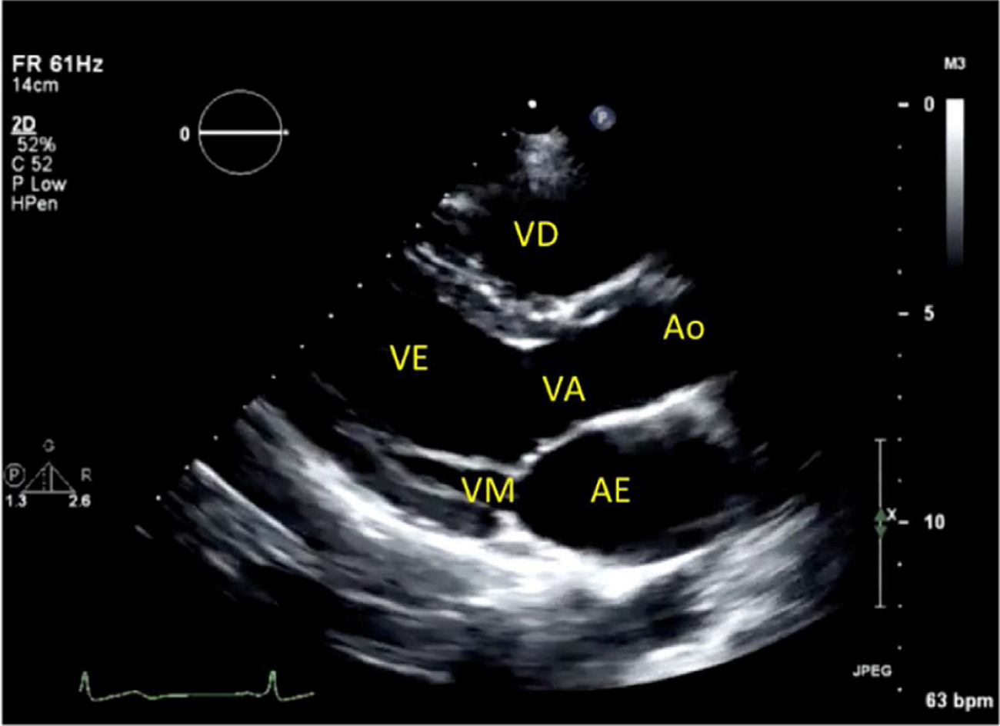 FR 61Hz
14cm
2D
52%
C 52
P Low
HPen
0
P
M3
0
5
10
VD
Ao
VE
VA
VM
AE
G
P
R
1.3
2.6
X
JPEG
63 bpm